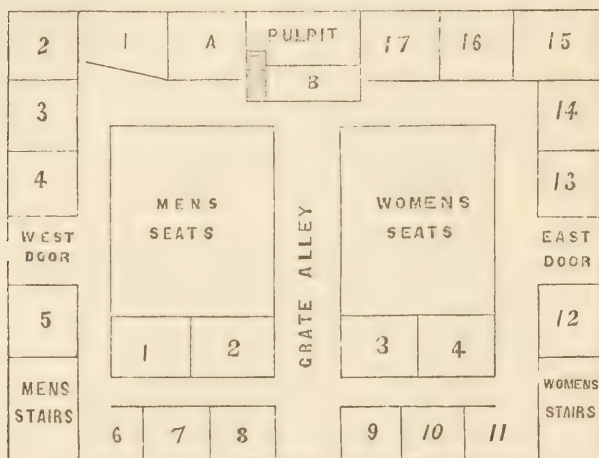 2
1
A
PULPIT
17
16
15
B
3
14
4
13
MENS
SEATS
WOMENS
SEATS
GRATE ALLEY
WEST
DOOR
EAST
DOOR
5
12
1
2
3
4
MENS
STAIRS
WOMENS
STAIRS
6
7
8
9
10
11